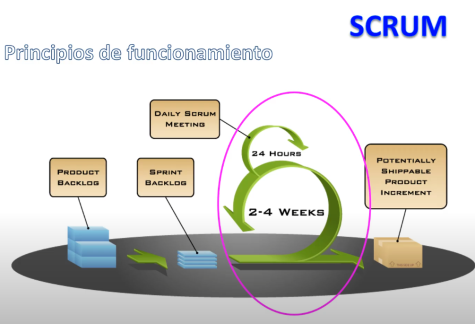 SCRUM
Principios de funcionamiento
DAILY SCRUM
MEETING
24 HOURS
PRODUCT
BACKLOG
SPRINT
BACKLOG
POTENTIALLY
SHIPPABLE
PRODUCT
INCREMENT
2-4 WEEKS